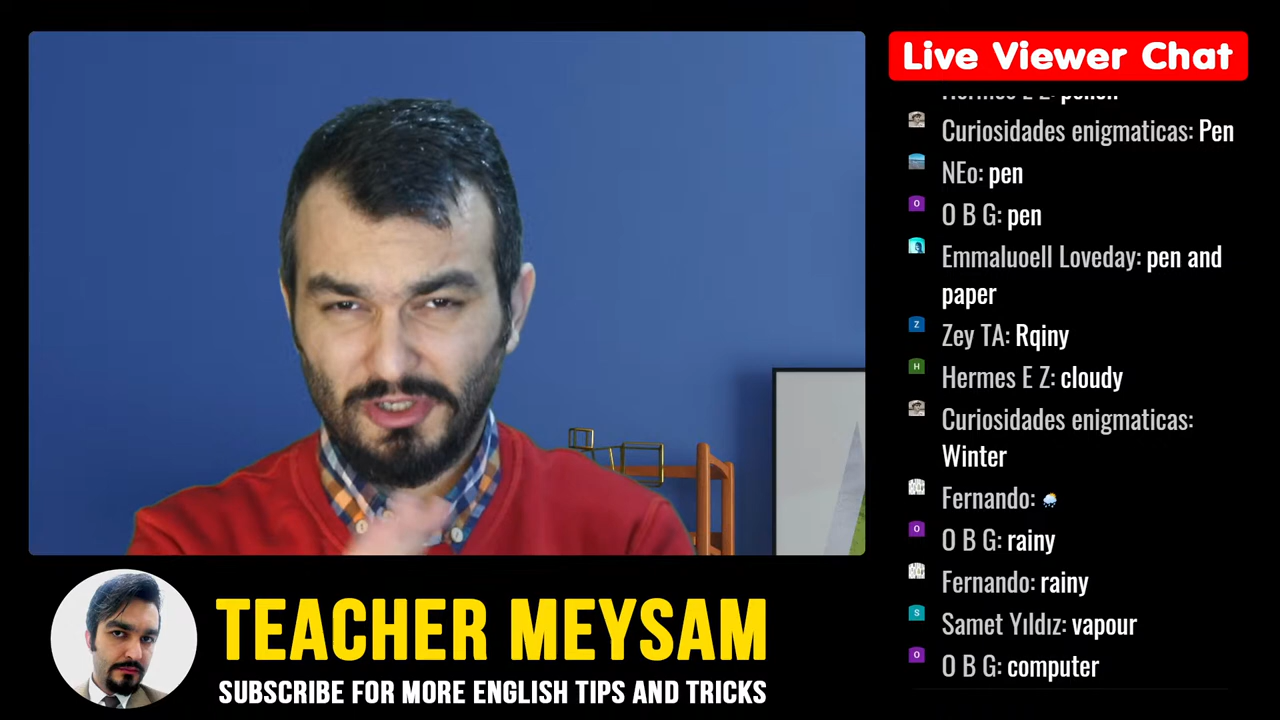 Live Viewer Chat
Curiosidades enigmaticas: Pen
NEo: pen
O B G: pen
Emmaluoell Loveday: pen and
paper
Zey TA: Rqiny
Hermes E Z: cloudy
Curiosidades enigmaticas:
Winter
Fernando: 🌧
O B G: rainy
Fernando: rainy
Samet Yıldız: vapour
O B G: computer
TEACHER MEYSAM
SUBSCRIBE FOR MORE ENGLISH TIPS AND TRICKS